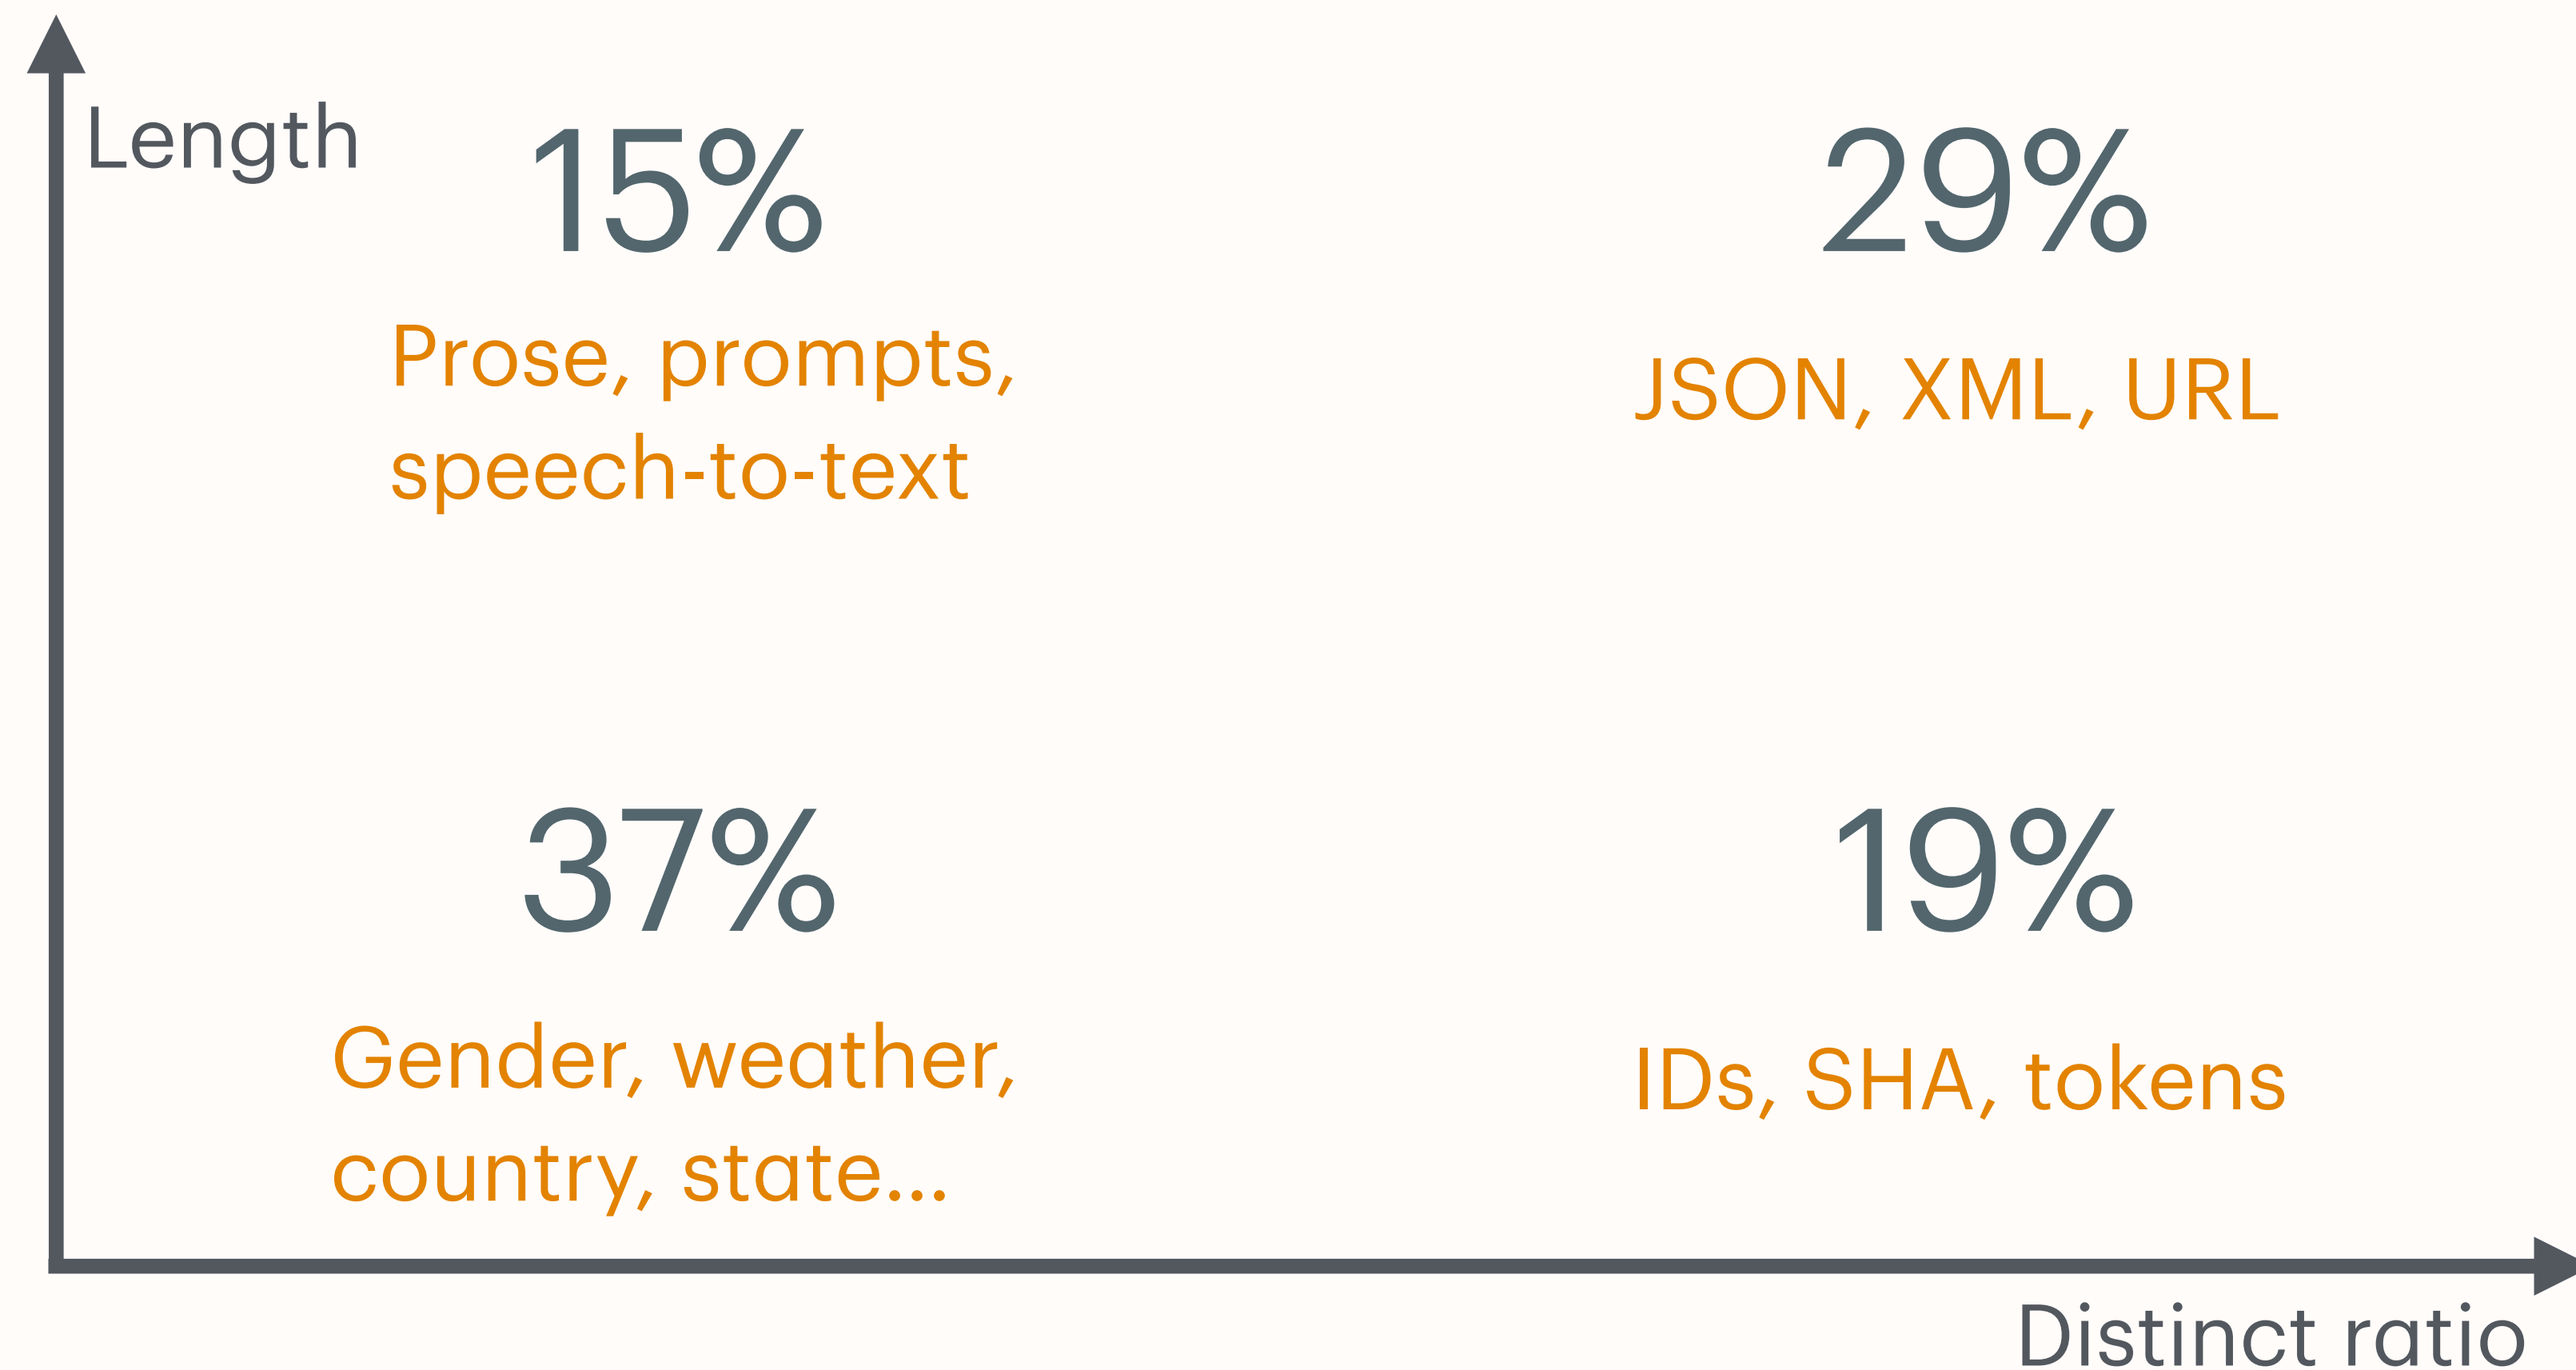 Length
15%
Prose, prompts,
speech-to-text
29%
JSON, XML, URL
37%
Gender, weather,
country, state...
19%
IDs, SHA, tokens
Distinct ratio